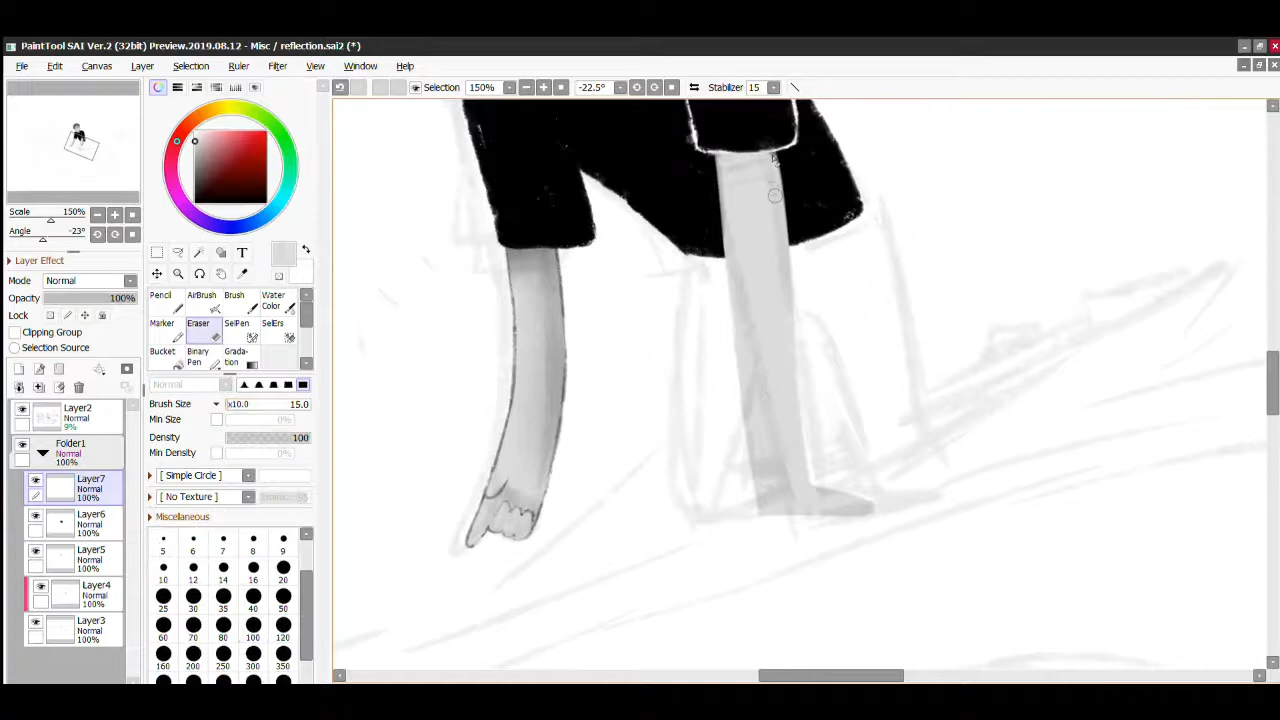 PaintTool SAI Ver.2 (32bit) Preview.2019.08.12 - Misc / reflection.sai2 (*)
File Edit Canvas Layer Selection Ruler Filter View Window Help
Selection 150% -22.5° Stabilizer 15
Scale 150%
Angle -23°
Layer Effect
Mode Normal
Opacity 100%
Lock
Clipping Group
Selection Source
Layer2
Normal
9%
Folder1
Normal
100%
Layer7
Normal
100%
Layer6
Normal
100%
Layer5
Normal
100%
Layer4
Normal
100%
Layer3
Normal
100%
T
Pencil AirBrush Brush Water Color
Marker Eraser SelPen SelErs
Bucket Binary Pen Grada-tion
Normal
Brush Size x10.0 15.0
Min Size 0%
Density 100
Min Density 0%
[ Simple Circle ]
[ No Texture ]
Miscellaneous
5 6 7 8 9
10 12 14 16 20
25 30 35 40 50
60 70 80 100 120
160 200 250 300 350